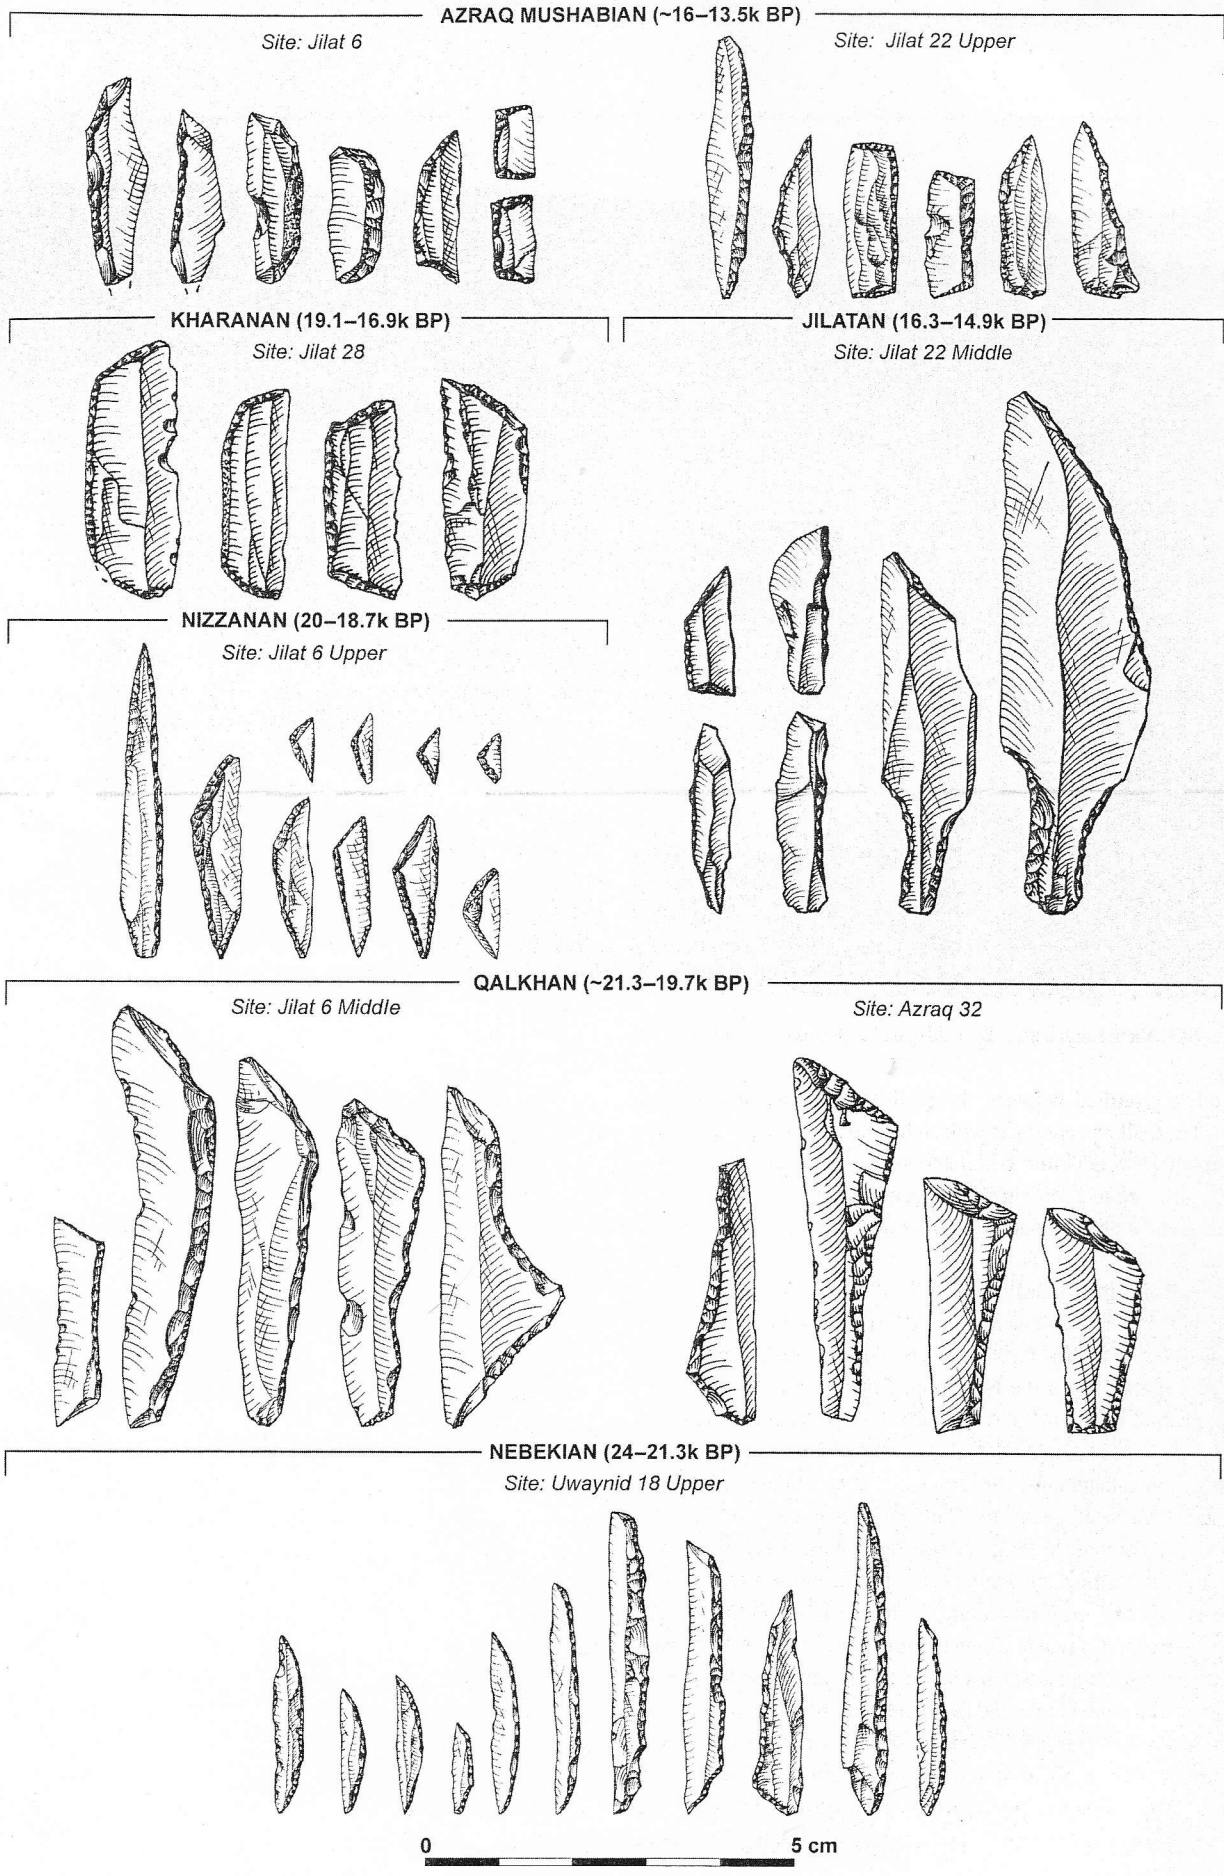 AZRAQ MUSHABIAN (~16–13.5k BP)
Site: Jilat 6
Site: Jilat 22 Upper
KHARANAN (19.1–16.9k BP)
Site: Jilat 28
JILATAN (16.3–14.9k BP)
Site: Jilat 22 Middle
NIZZANAN (20–18.7k BP)
Site: Jilat 6 Upper
QALKHAN (~21.3–19.7k BP)
Site: Jilat 6 Middle
Site: Azraq 32
NEBEKIAN (24–21.3k BP)
Site: Uwaynid 18 Upper
0 5 cm